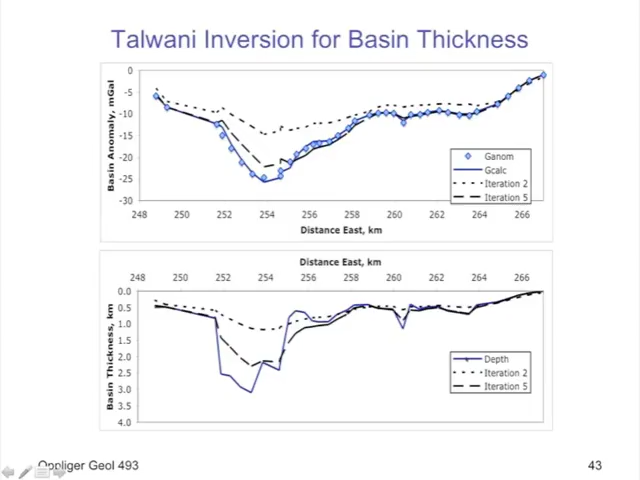 Talwani Inversion for Basin Thickness
Basin Anomaly, mGal
0
-5
-10
-15
-20
-25
-30
248 250 252 254 256 258 260 262 264 266
Distance East, km
Ganom
Gcalc
Iteration 2
Iteration 5
Distance East, km
248 250 252 254 256 258 260 262 264 266
Basin Thickness, km
0.0
0.5
1.0
1.5
2.0
2.5
3.0
3.5
4.0
Depth
Iteration 2
Iteration 5
Oppliger Geol 493
43